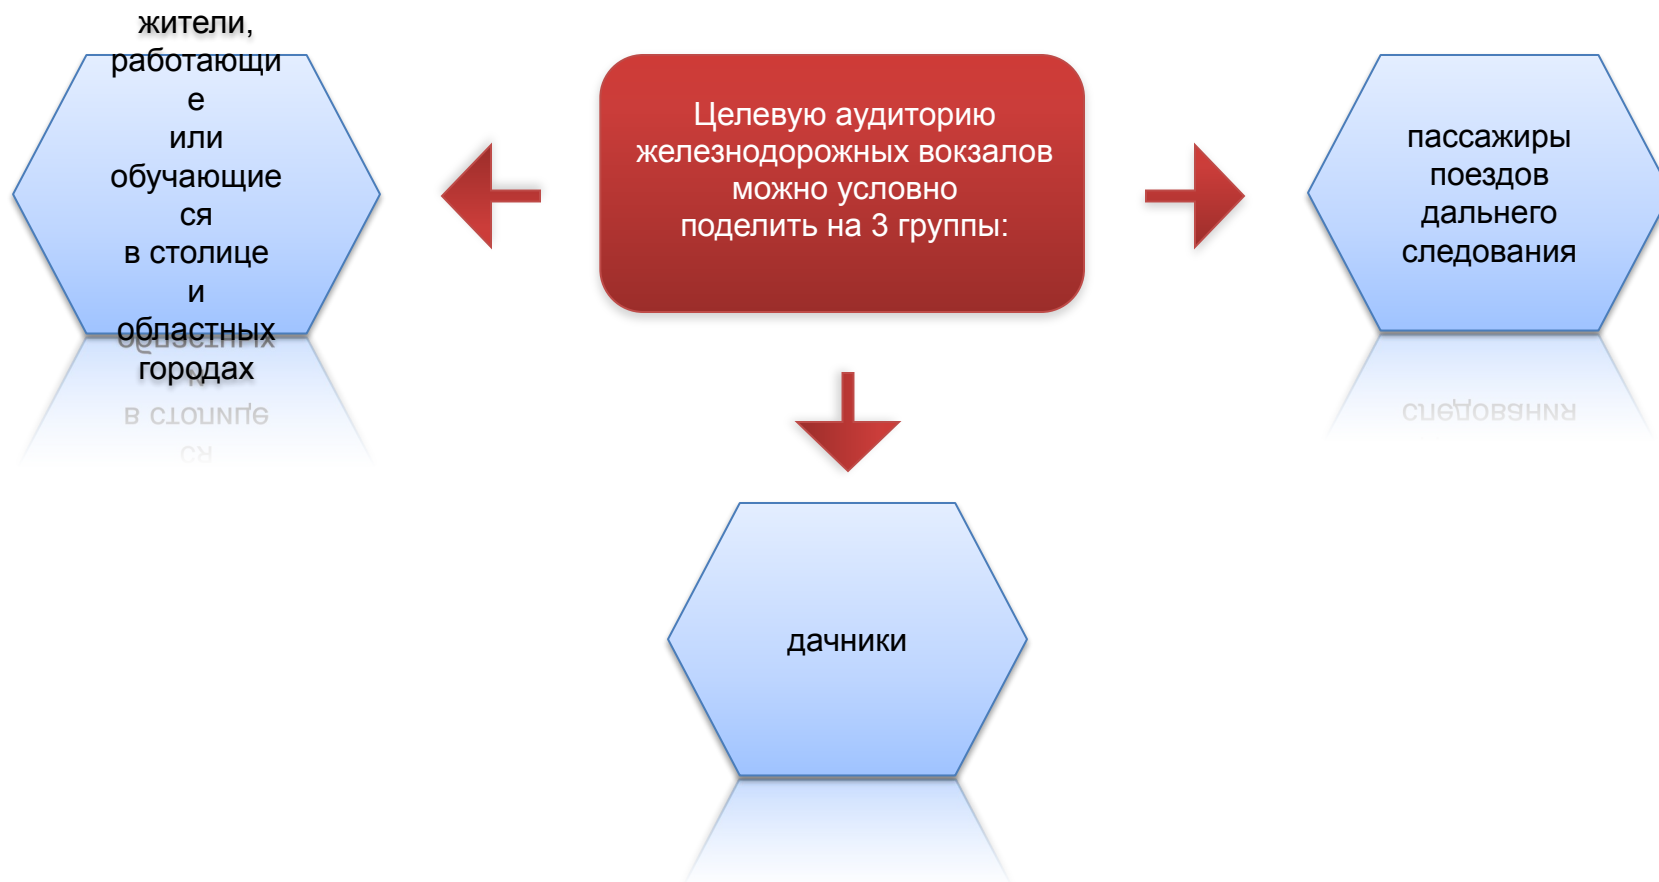 жители,
работающи
е
или
обучающие
ся
в столице
и
областных
городах
Целевую аудиторию
железнодорожных вокзалов
можно условно
поделить на 3 группы:
пассажиры
поездов
дальнего
следования
дачники